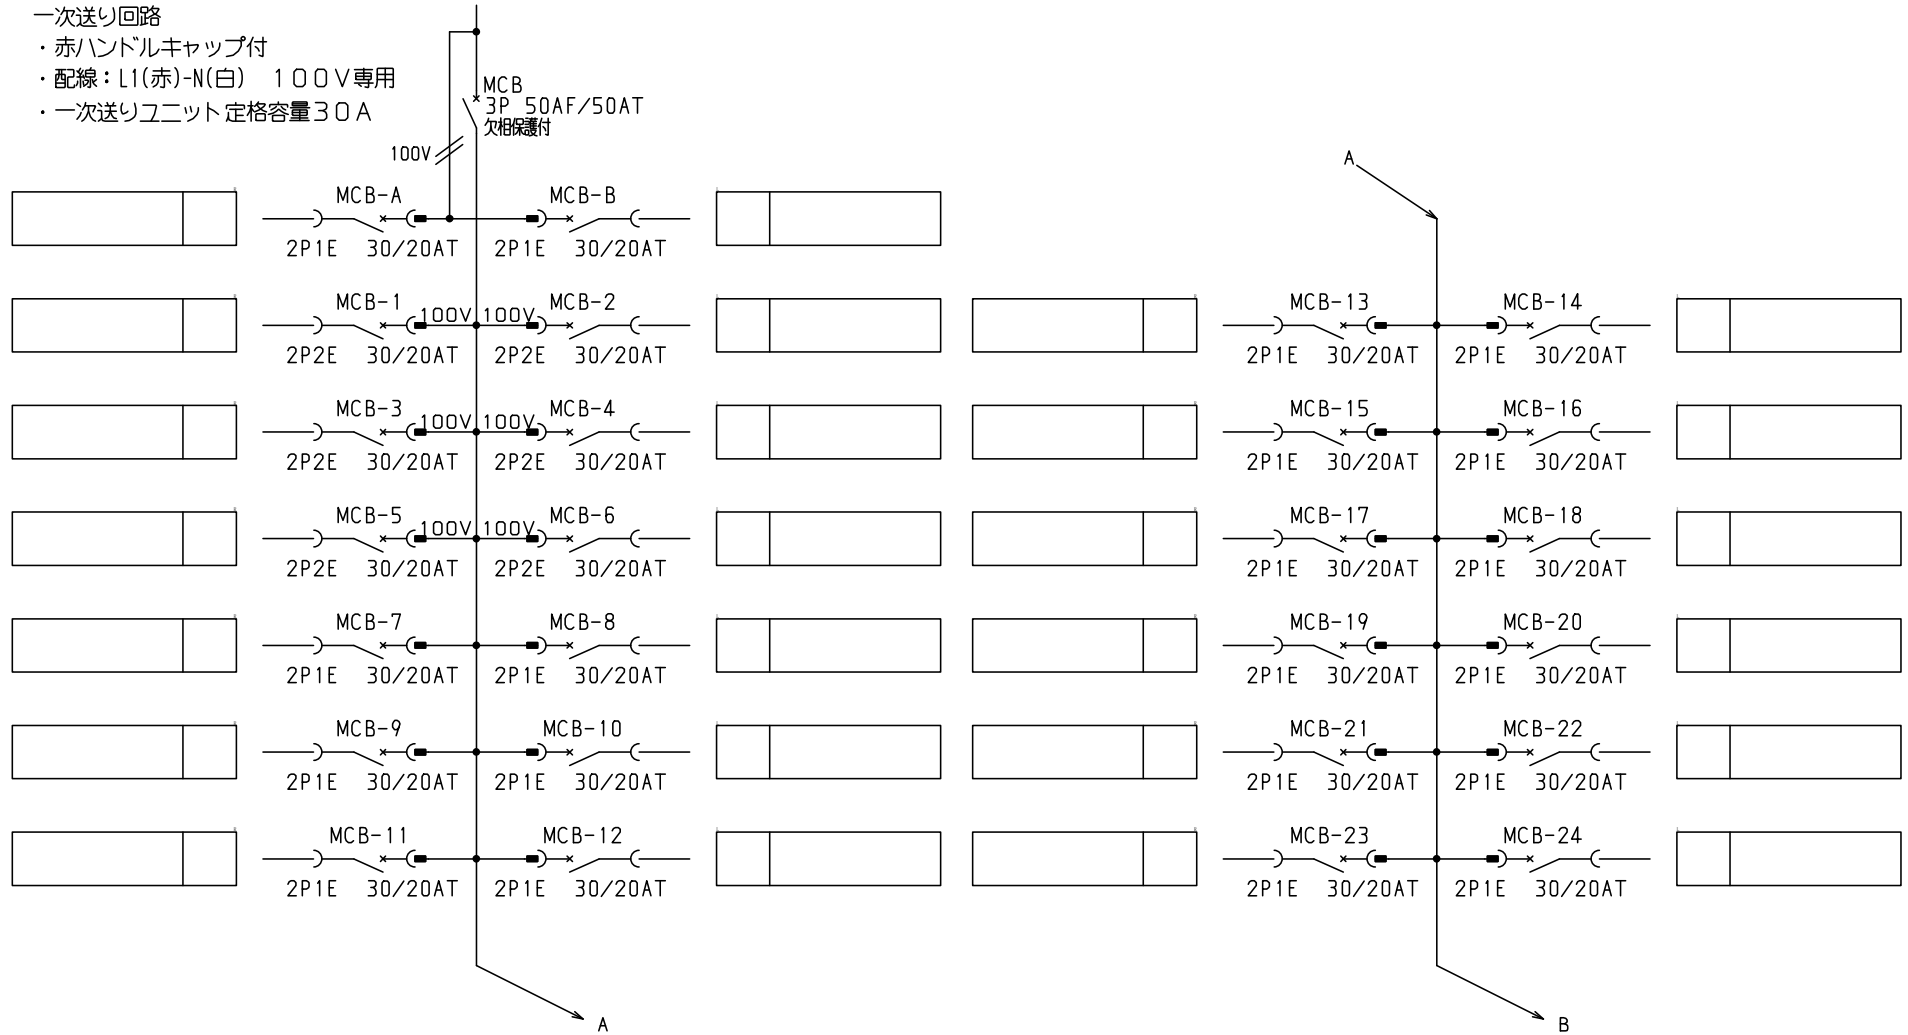 一次送り回路
・赤ハンドルキャップ付
・配線：L1(赤)-N(白) 100V専用
・一次送りユニット定格容量30A
MCB
3P 50AF/50AT
欠相保護付
100V
MCB-A MCB-B
2P1E 30/20AT 2P1E 30/20AT
MCB-1 100V 100V MCB-2
2P2E 30/20AT 2P2E 30/20AT
MCB-3 100V 100V MCB-4
2P2E 30/20AT 2P2E 30/20AT
MCB-5 100V 100V MCB-6
2P2E 30/20AT 2P2E 30/20AT
MCB-7 MCB-8
2P1E 30/20AT 2P1E 30/20AT
MCB-9 MCB-10
2P1E 30/20AT 2P1E 30/20AT
MCB-11 MCB-12
2P1E 30/20AT 2P1E 30/20AT
A
A
MCB-13 MCB-14
2P1E 30/20AT 2P1E 30/20AT
MCB-15 MCB-16
2P1E 30/20AT 2P1E 30/20AT
MCB-17 MCB-18
2P1E 30/20AT 2P1E 30/20AT
MCB-19 MCB-20
2P1E 30/20AT 2P1E 30/20AT
MCB-21 MCB-22
2P1E 30/20AT 2P1E 30/20AT
MCB-23 MCB-24
2P1E 30/20AT 2P1E 30/20AT
B